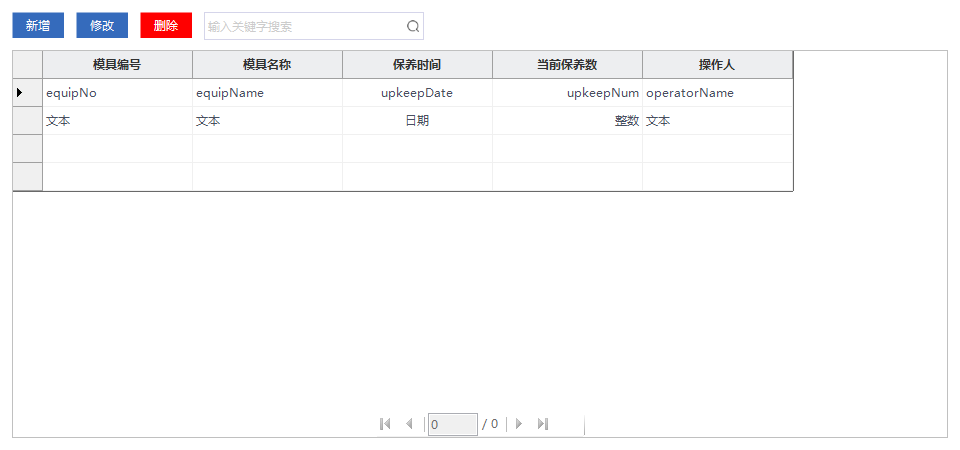 新增 修改 删除 输入关键字搜索
模具编号 模具名称 保养时间 当前保养数 操作人
equipNo equipName upkeepDate upkeepNum operatorName
文本 文本 日期 整数 文本
0 / 0